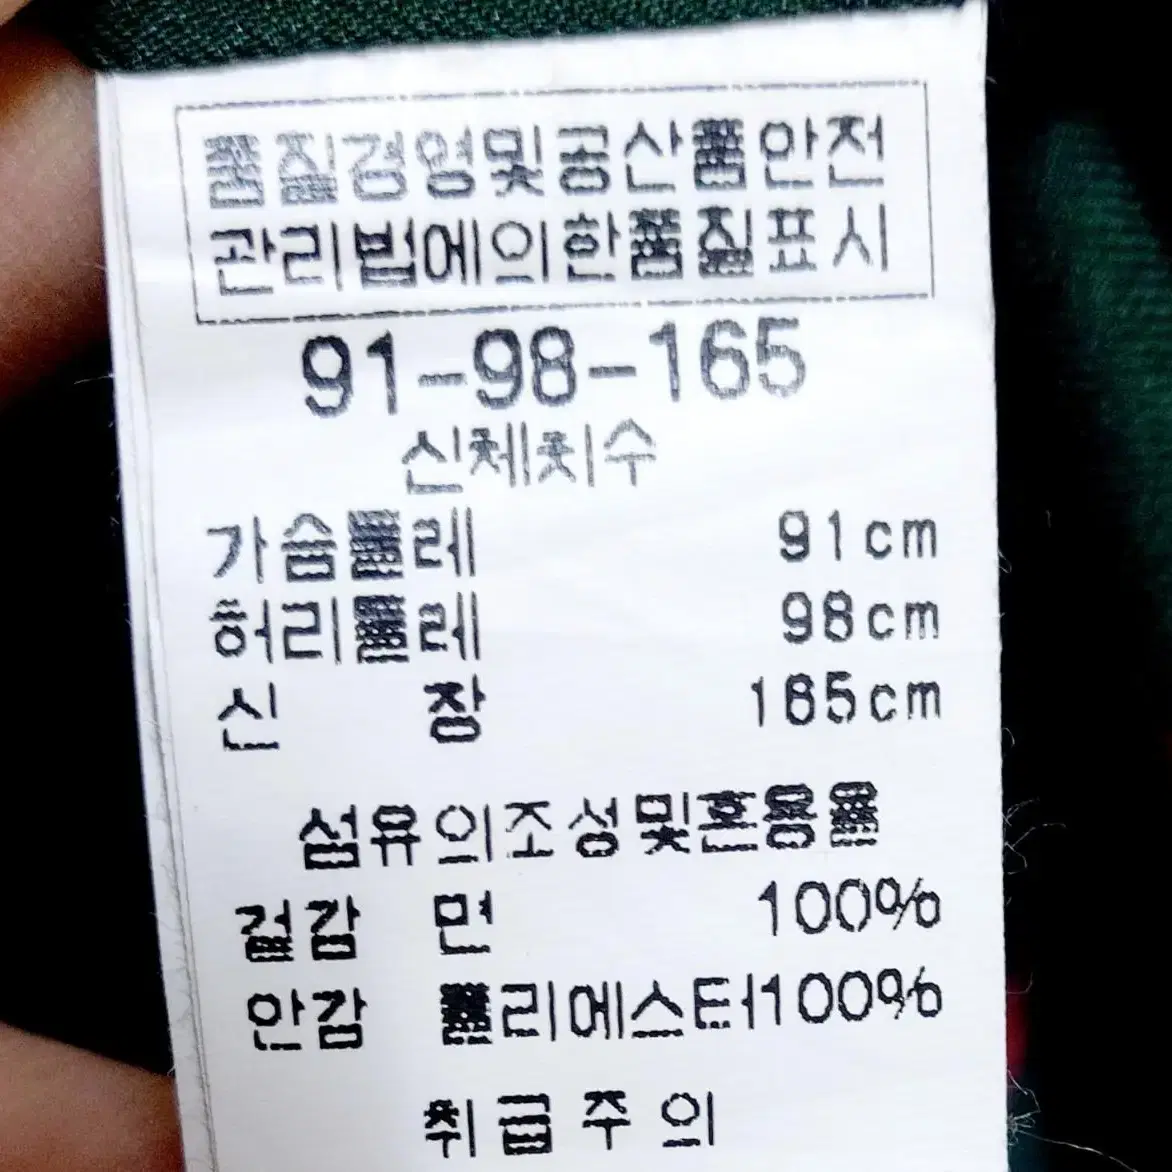 품질경영및공산품안전
관리법에의한품질표시
91-98-165
신체치수
가슴둘레 91cm
허리둘레 98cm
신 장 165cm
섬유의조성및혼용률
겉감 면 100%
안감 폴리에스터100%
취급주의